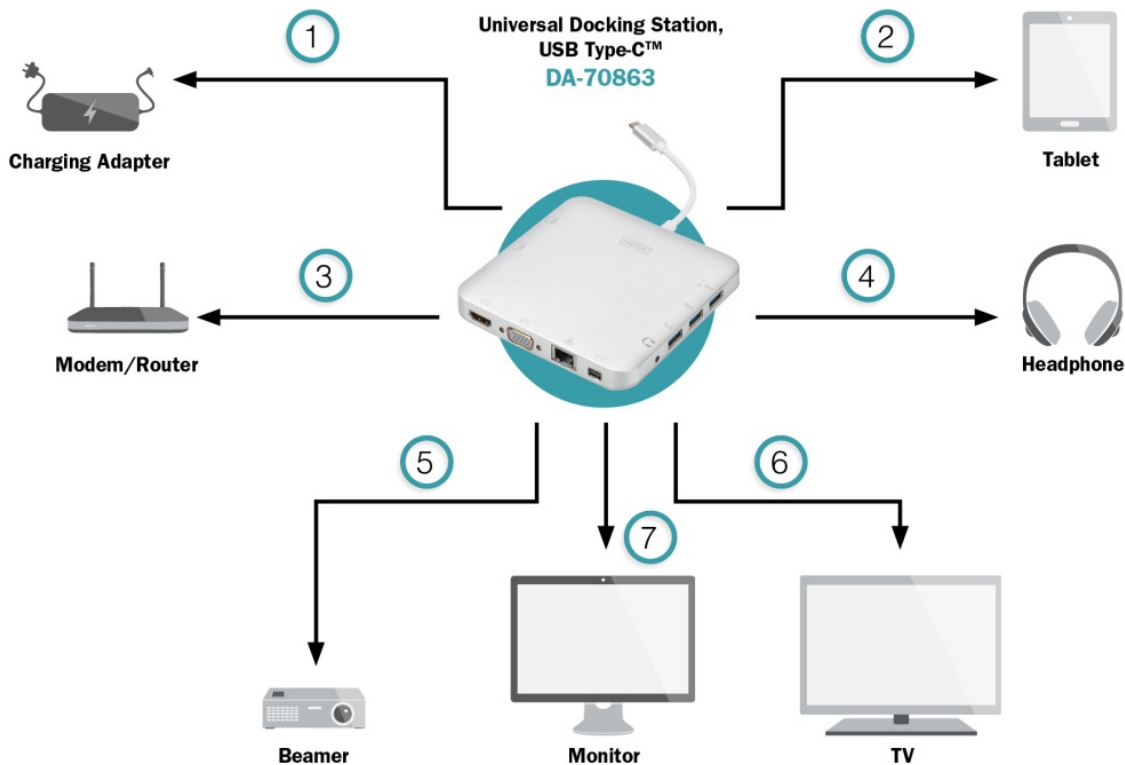 Universal Docking Station,
USB Type-C™
DA-70863
1
2
Charging Adapter
Tablet
3
4
Modem/Router
Headphone
5
6
7
Beamer
Monitor
TV